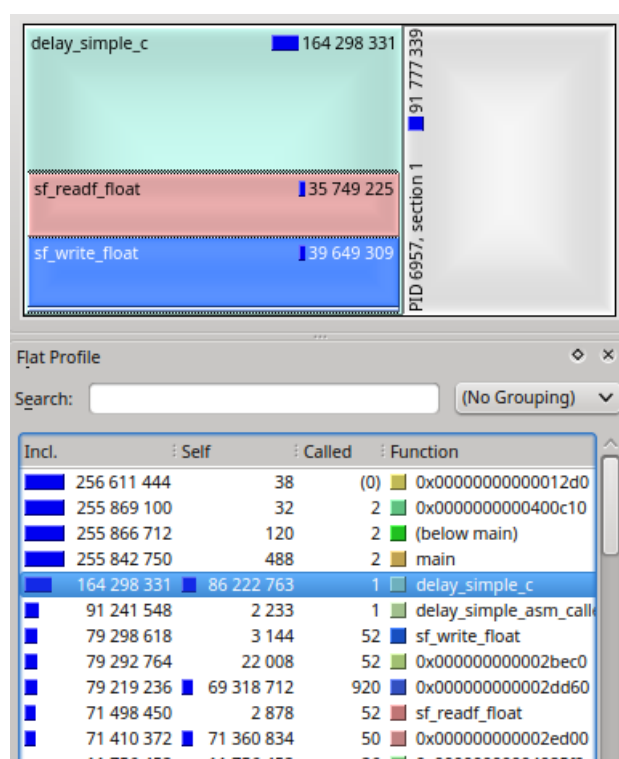 delay_simple_c 164 298 331
sf_readf_float 35 749 225
sf_write_float 39 649 309
PID 6957, section 1 91 777 339
Flat Profile
Search: (No Grouping)
Incl. Self Called Function
256 611 444 38 (0) 0x00000000000012d0
255 869 100 32 2 0x0000000000400c10
255 866 712 120 2 (below main)
255 842 750 488 2 main
164 298 331 86 222 763 1 delay_simple_c
91 241 548 2 233 1 delay_simple_asm_calle
79 298 618 3 144 52 sf_write_float
79 292 764 22 008 52 0x000000000002bec0
79 219 236 69 318 712 920 0x000000000002dd60
71 498 450 2 878 52 sf_readf_float
71 410 372 71 360 834 50 0x000000000002ed00